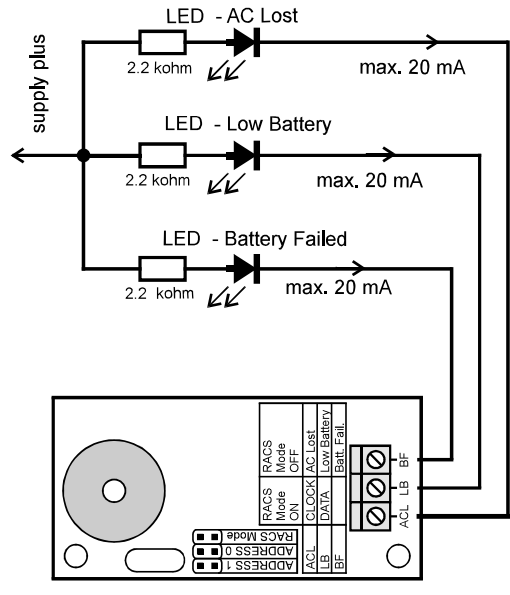 LED - AC Lost
2.2 kohm
max. 20 mA
supply plus
LED - Low Battery
2.2 kohm
max. 20 mA
LED - Battery Failed
2.2 kohm
max. 20 mA
RACS Mode OFF
AC Lost
Low Battery
Batt. Fail.
RACS Mode ON
CLOCK
DATA
ACL
LB
BF
BF
LB
ACL
RACS Mode
ADDRESS 0
ADDRESS 1